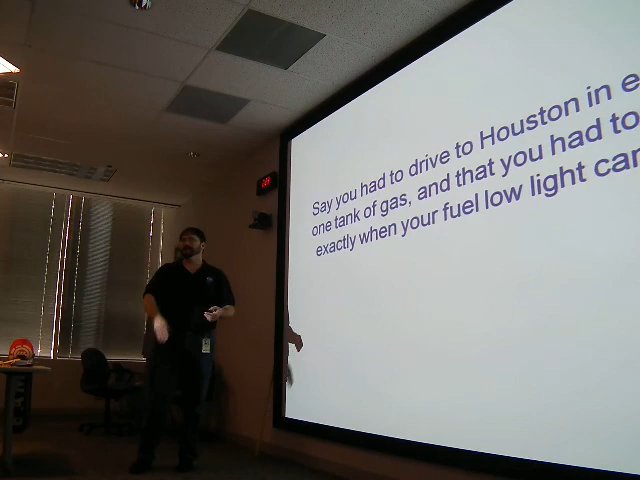 Say you had to drive to Houston in e
one tank of gas, and that you had to
exactly when your fuel low light can